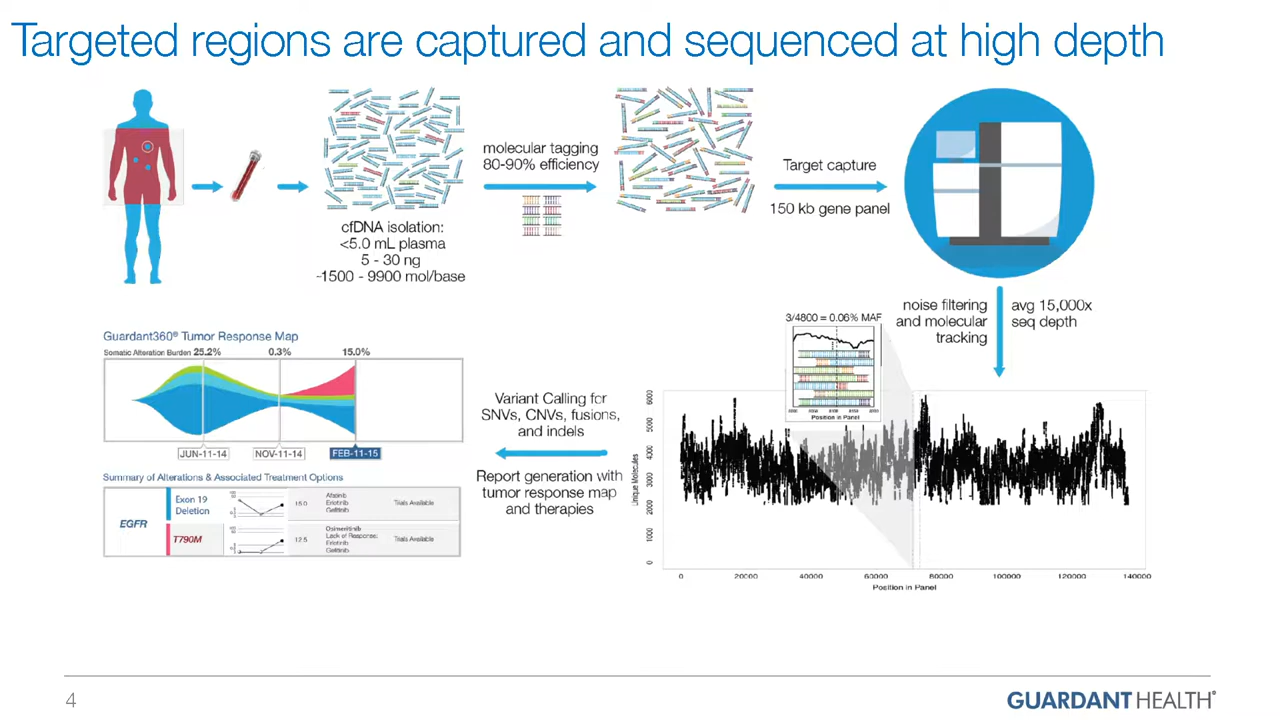 Targeted regions are captured and sequenced at high depth
cfDNA isolation:
<5.0 mL plasma
5 - 30 ng
~1500 - 9900 mol/base
molecular tagging
80-90% efficiency
Target capture
150 kb gene panel
noise filtering
and molecular
tracking
avg 15,000x
seq depth
3/4800 = 0.06% MAF
Position in Panel
Unique Molecules
6000
5000
4000
3000
2000
1000
0
0 20000 40000 60000 80000 100000 120000 140000
Position in Panel
Variant Calling for
SNVs, CNVs, fusions,
and indels
Report generation with
tumor response map
and therapies
Guardant360® Tumor Response Map
Somatic Alteration Burden 25.2% 0.3% 15.0%
JUN-11-14 NOV-11-14 FEB-11-15
Summary of Alterations & Associated Treatment Options
EGFR
Exon 19
Deletion
15.0
Afatinib
Erlotinib
Gefitinib
Trials Available
T790M
12.5
Osimertinib
Lack of Response:
Erlotinib
Gefitinib
Trials Available
4
GUARDANT HEALTH®